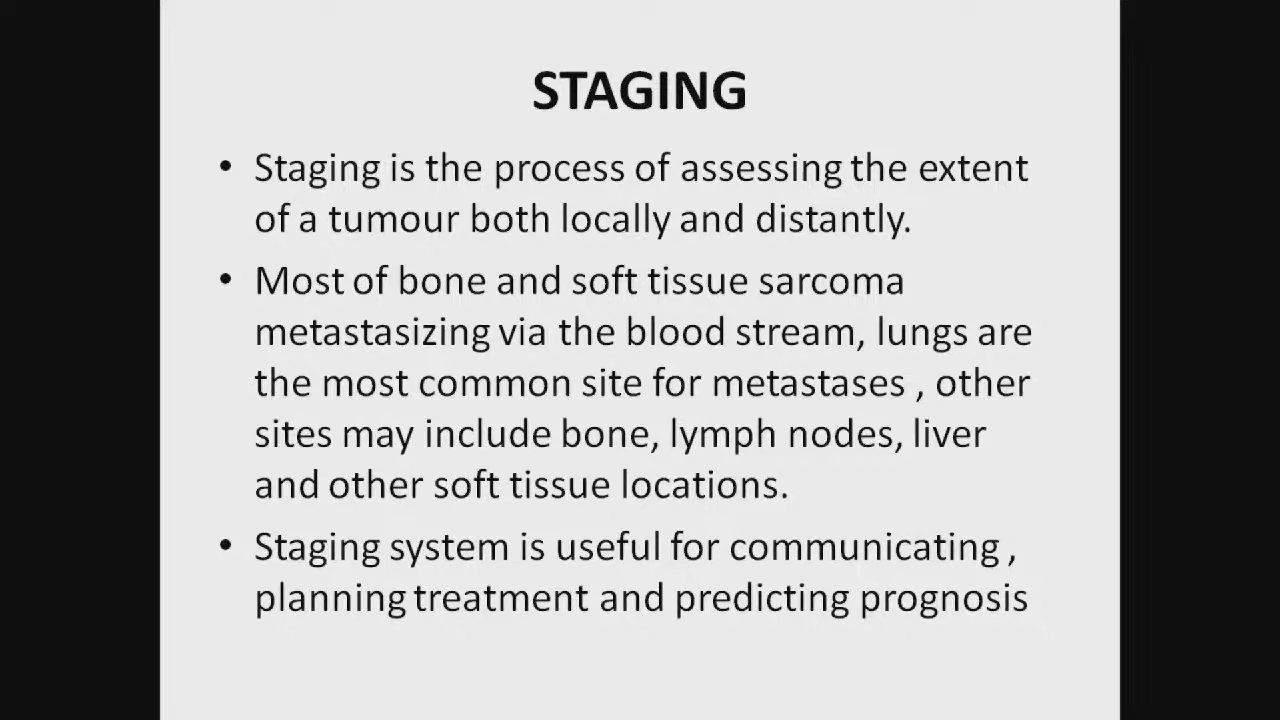 STAGING
• Staging is the process of assessing the extent
of a tumour both locally and distantly.
• Most of bone and soft tissue sarcoma
metastasizing via the blood stream, lungs are
the most common site for metastases , other
sites may include bone, lymph nodes, liver
and other soft tissue locations.
• Staging system is useful for communicating ,
planning treatment and predicting prognosis